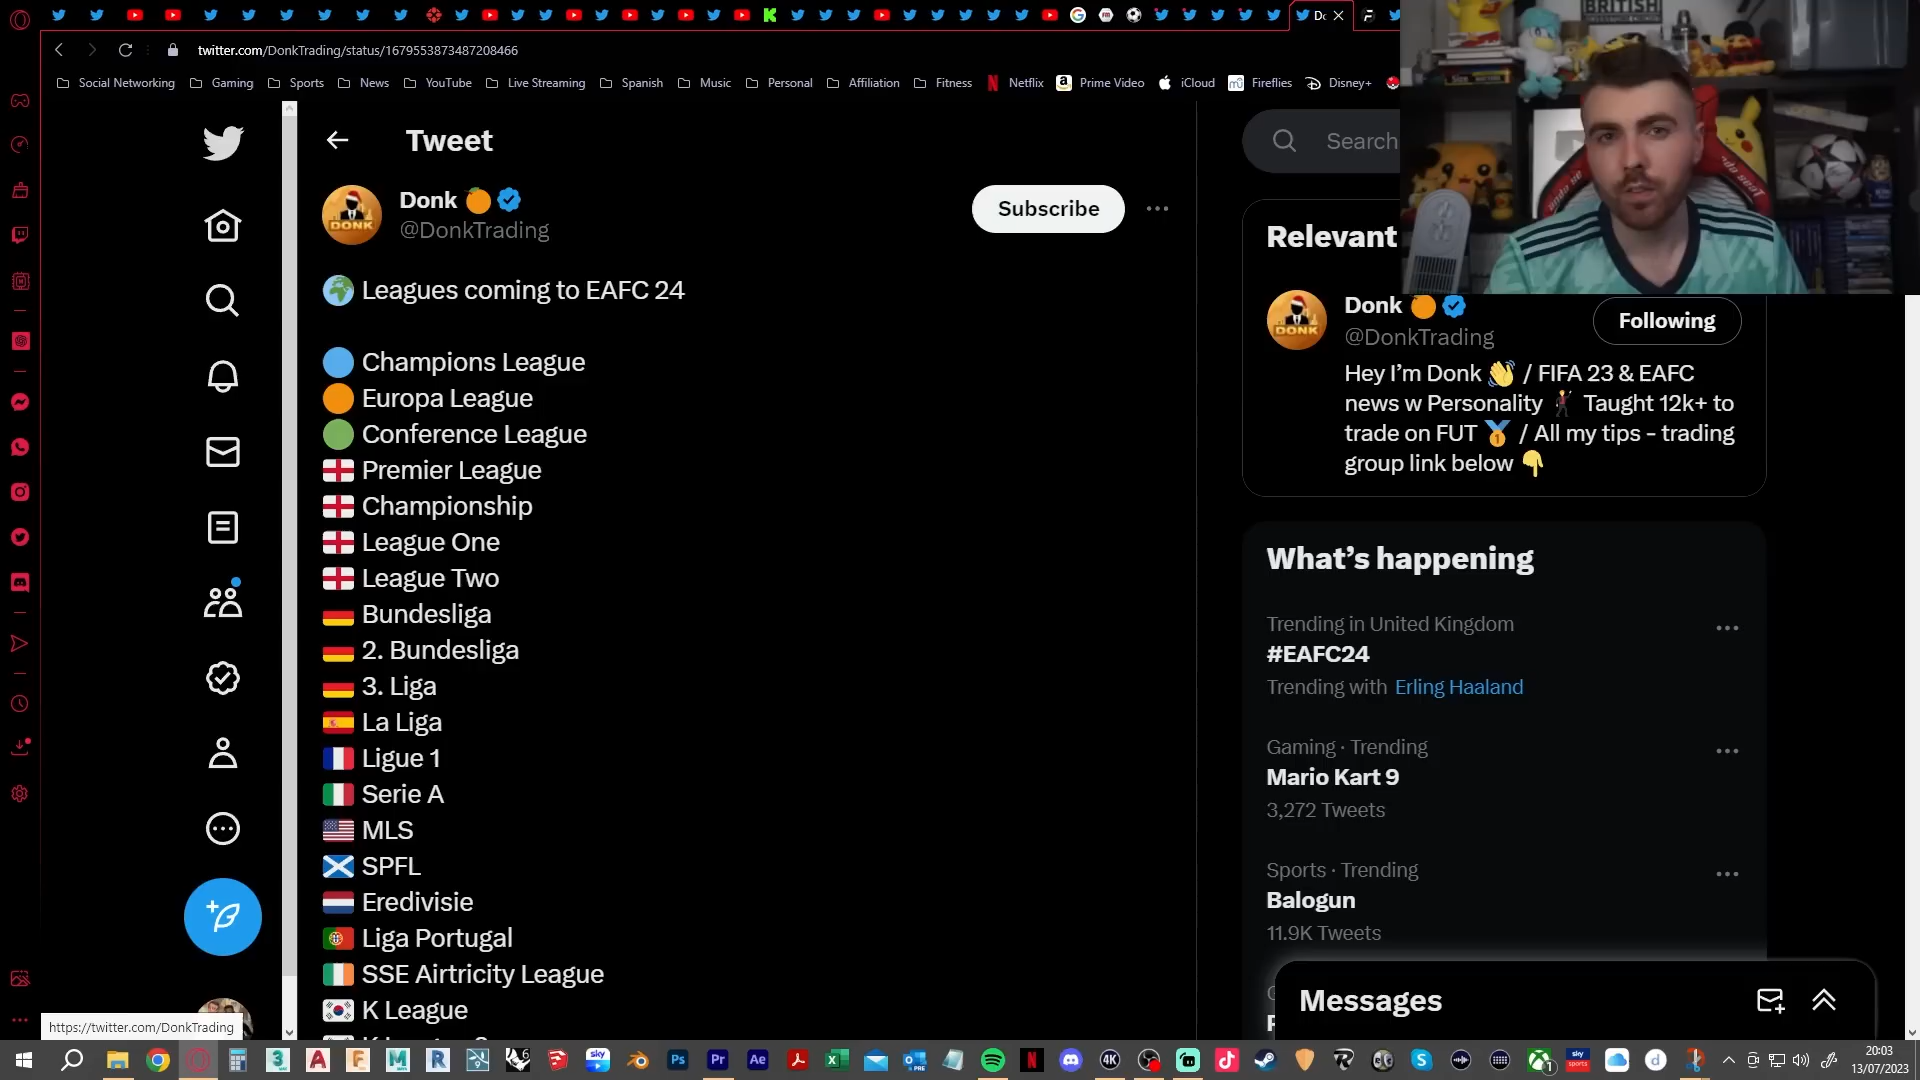 twitter.com/DonkTrading/status/1679553873487208466
Social Networking Gaming Sports News YouTube Live Streaming Spanish Music Personal Affiliation Fitness Netflix Prime Video iCloud Fireflies Disney+
Tweet
Search
Donk
@DonkTrading
Subscribe
Leagues coming to EAFC 24
Champions League
Europa League
Conference League
Premier League
Championship
League One
League Two
Bundesliga
2. Bundesliga
3. Liga
La Liga
Ligue 1
Serie A
MLS
SPFL
Eredivisie
Liga Portugal
SSE Airtricity League
K League
Relevant
Donk
@DonkTrading
Following
Hey I’m Donk 👋 / FIFA 23 & EAFC
news w Personality 🕺 Taught 12k+ to
trade on FUT 🥇 / All my tips - trading
group link below 👇
What’s happening
Trending in United Kingdom
#EAFC24
Trending with Erling Haaland
Gaming · Trending
Mario Kart 9
3,272 Tweets
Sports · Trending
Balogun
11.9K Tweets
Messages
https://twitter.com/DonkTrading
BRITISH
DONK
DONK
20:03
13/07/2023